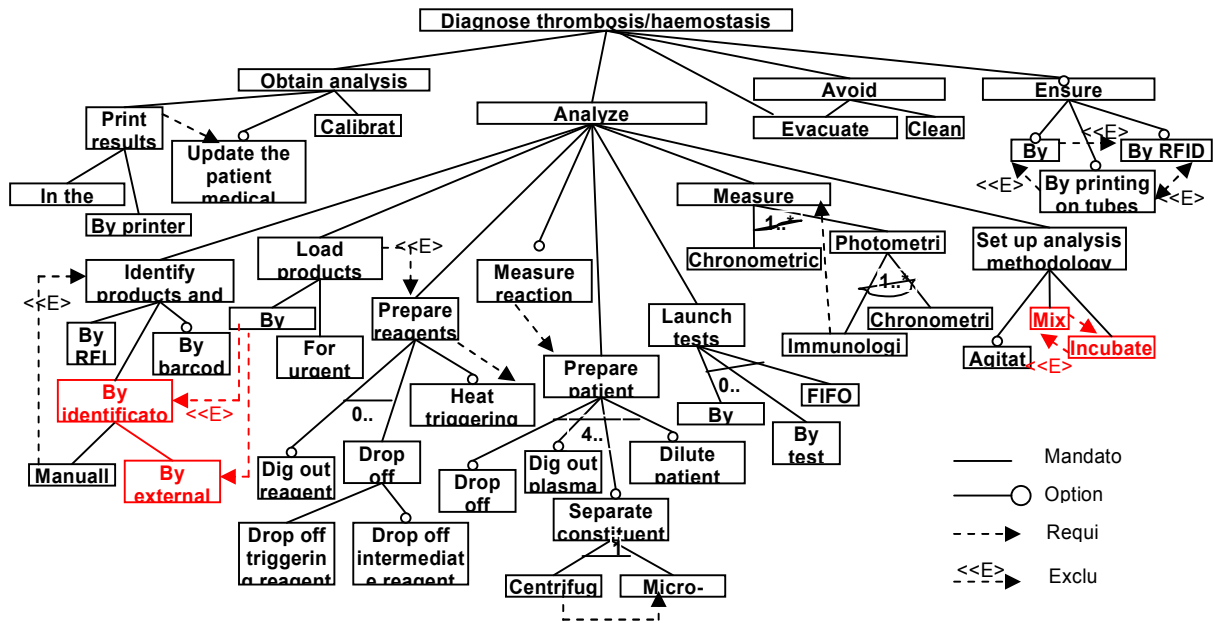 Diagnose thrombosis/haemostasis
Obtain analysis
Avoid
Ensure
Print
results
Calibrat
Analyze
Evacuate
Clean
Update the
patient
medical
By
<<E>
By RFID
In the
By printer
<<E>
By printing
on tubes
<<E>
Measure
1..*
Chronometric
Photometri
1..*
Immunologi
Chronometri
Set up analysis
methodology
Mix
Agitat
Incubate
<<E>
Identify
products and
<<E>
Load
products
<<E>
Measure
reaction
Prepare
reagents
Launch
tests
By
RFI
By
barcod
By
For
urgent
Heat
triggering
Prepare
patient
0..
FIFO
By
By
test
By
identificato
<<E>
Manuall
By
external
0..
Dig out
reagent
Drop
off
4..
Drop
off
Dig out
plasma
Dilute
patient
Separate
constituent
Drop off
triggerin
g reagent
Drop off
intermediat
e reagent
1
Centrifug
Micro-
Mandato
Option
Requi
<<E>
Exclu